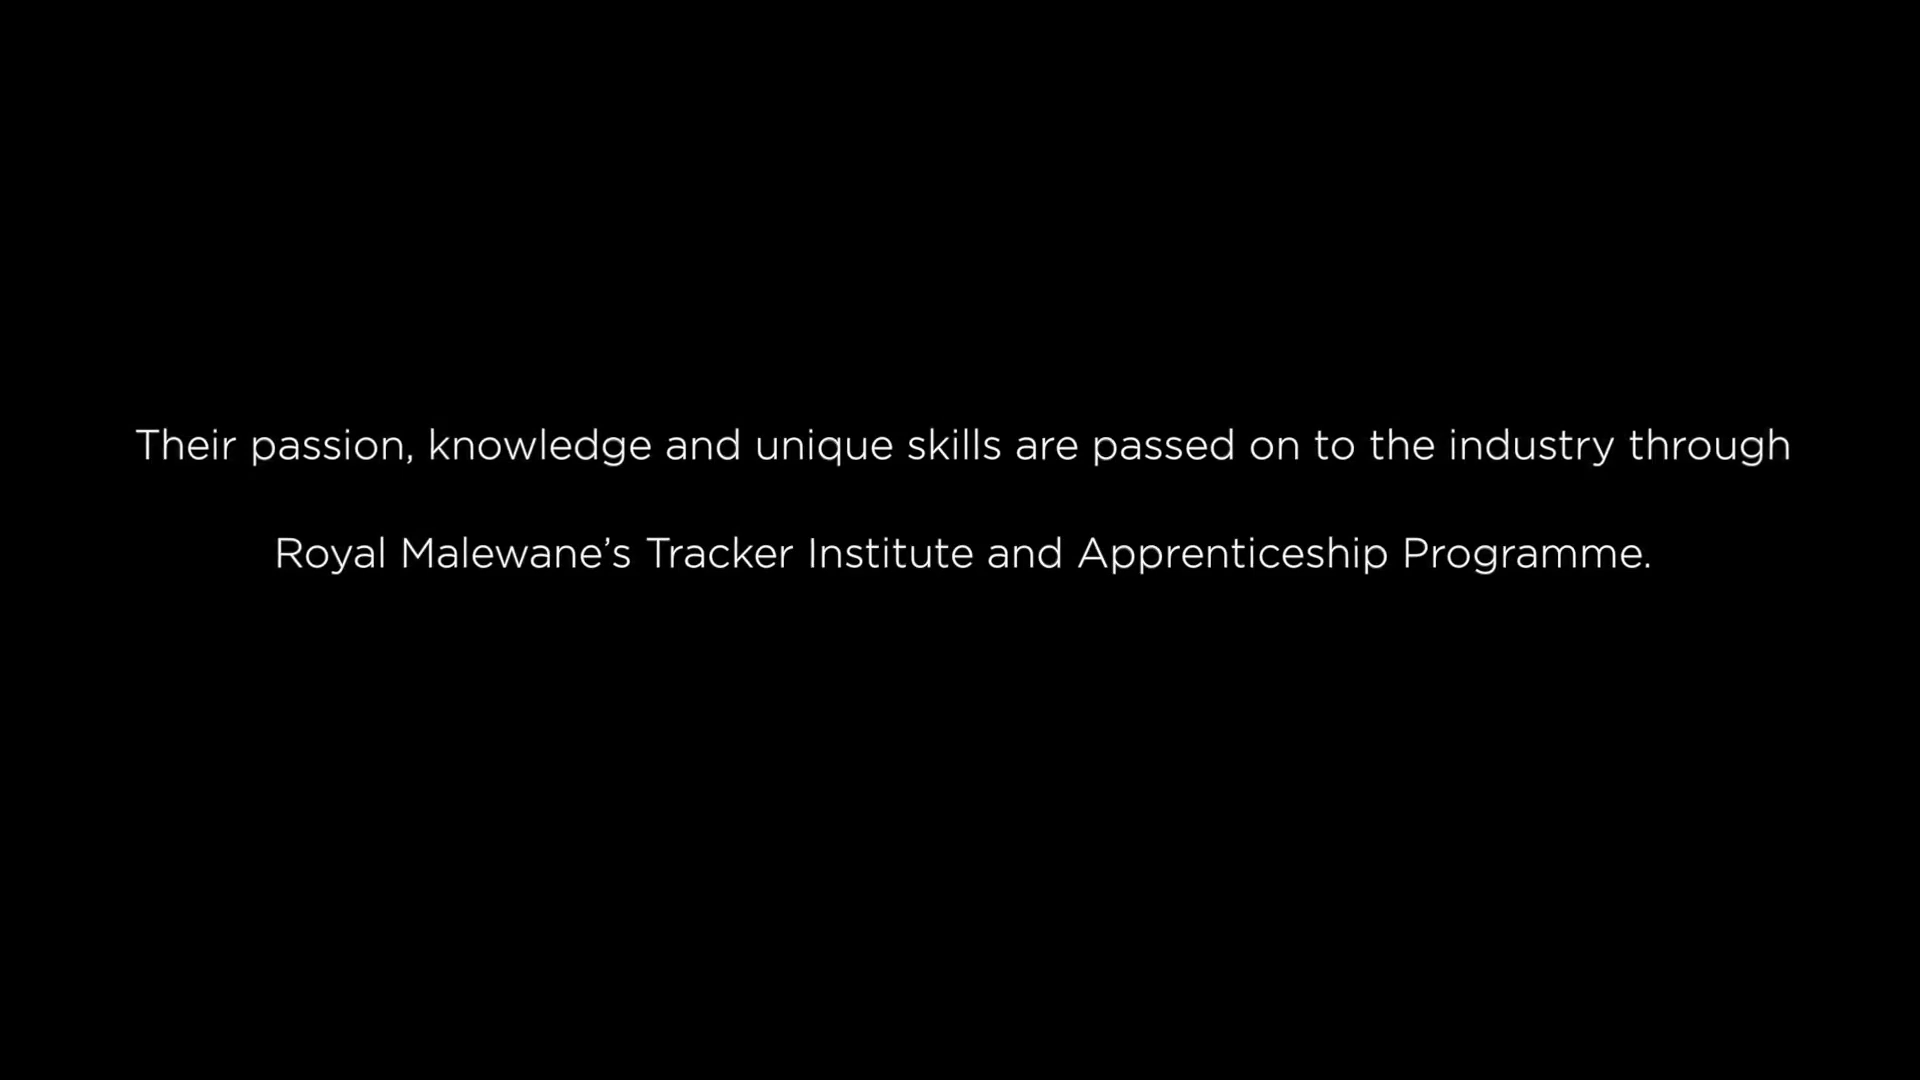 Their passion, knowledge and unique skills are passed on to the industry through
Royal Malewane’s Tracker Institute and Apprenticeship Programme.